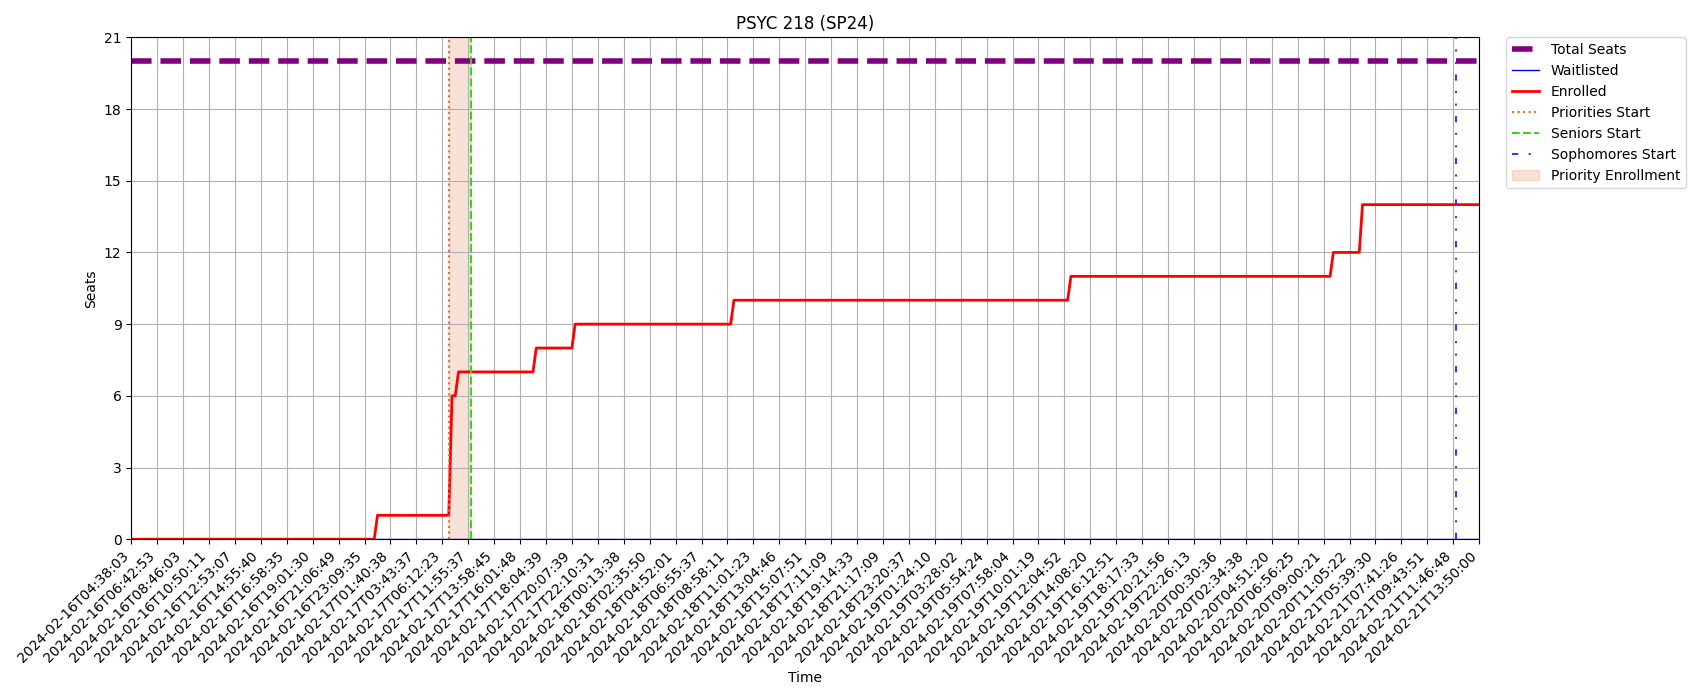 PSYC 218 (SP24)
Total Seats
Waitlisted
Enrolled
Priorities Start
Seniors Start
Sophomores Start
Priority Enrollment
Seats
21
18
15
12
9
6
3
0
2024-02-16T04:38:03
2024-02-16T06:42:53
2024-02-16T08:46:03
2024-02-16T10:50:11
2024-02-16T12:53:07
2024-02-16T14:55:40
2024-02-16T16:58:35
2024-02-16T19:01:30
2024-02-16T21:06:49
2024-02-16T23:09:35
2024-02-17T01:40:38
2024-02-17T03:43:37
2024-02-17T06:12:23
2024-02-17T11:55:37
2024-02-17T13:58:45
2024-02-17T16:01:48
2024-02-17T18:04:39
2024-02-17T20:07:39
2024-02-17T22:10:31
2024-02-18T00:13:38
2024-02-18T02:35:50
2024-02-18T04:52:01
2024-02-18T06:55:37
2024-02-18T08:58:11
2024-02-18T11:01:23
2024-02-18T13:04:46
2024-02-18T15:07:51
2024-02-18T17:11:09
2024-02-18T19:14:33
2024-02-18T21:17:09
2024-02-18T23:20:37
2024-02-19T01:24:10
2024-02-19T03:28:02
2024-02-19T05:54:24
2024-02-19T07:58:04
2024-02-19T10:01:19
2024-02-19T12:04:52
2024-02-19T14:08:20
2024-02-19T16:12:51
2024-02-19T18:17:33
2024-02-19T20:21:56
2024-02-19T22:26:13
2024-02-20T00:30:36
2024-02-20T02:34:38
2024-02-20T04:51:20
2024-02-20T06:56:25
2024-02-20T09:00:21
2024-02-20T11:05:22
2024-02-21T05:39:30
2024-02-21T07:41:26
2024-02-21T09:43:51
2024-02-21T11:46:48
2024-02-21T13:50:00
Time